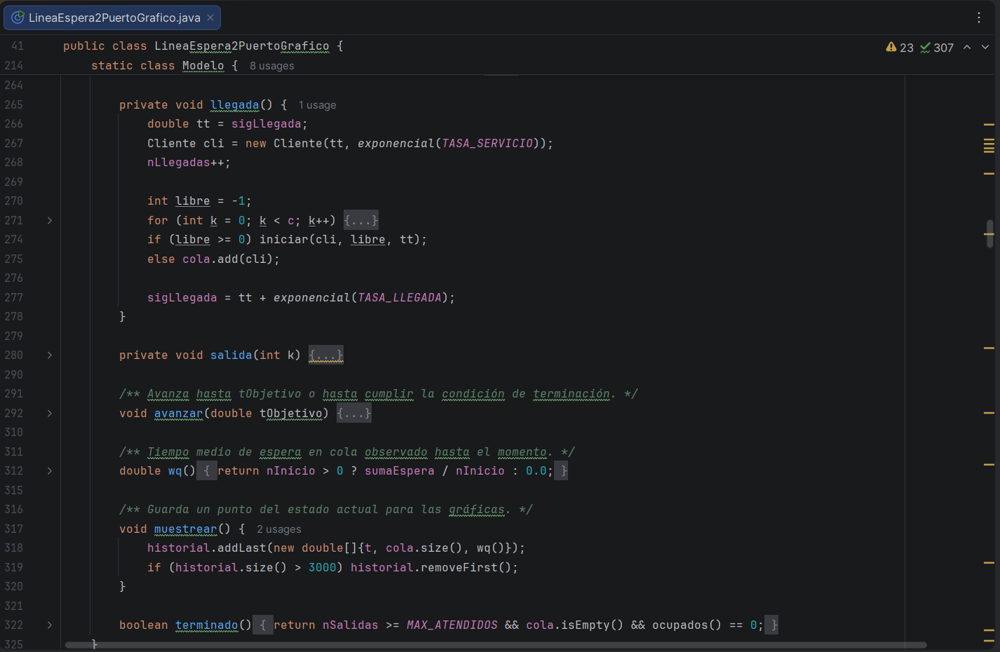 LineaEspera2PuertoGrafico.java
41 public class LineaEspera2PuertoGrafico { 23 307
214 static class Modelo { 8 usages
264
265 private void llegada() { 1 usage
266 double tt = sigLlegada;
267 Cliente cli = new Cliente(tt, exponencial(TASA_SERVICIO));
268 nLlegadas++;
269
270 int libre = -1;
271 for (int k = 0; k < c; k++) {...}
274 if (libre >= 0) iniciar(cli, libre, tt);
275 else cola.add(cli);
276
277 sigLlegada = tt + exponencial(TASA_LLEGADA);
278 }
279
280 private void salida(int k) {...}
290
291 /** Avanza hasta tObjetivo o hasta cumplir la condición de terminación. */
292 void avanzar(double tObjetivo) {...}
310
311 /** Tiempo medio de espera en cola observado hasta el momento. */
312 double wq() { return nInicio > 0 ? sumaEspera / nInicio : 0.0; }
315
316 /** Guarda un punto del estado actual para las gráficas. */
317 void muestrear() { 2 usages
318 historial.addLast(new double[]{t, cola.size(), wq()});
319 if (historial.size() > 3000) historial.removeFirst();
320 }
321
322 boolean terminado() { return nSalidas >= MAX_ATENDIDOS && cola.isEmpty() && ocupados() == 0; }
325 }